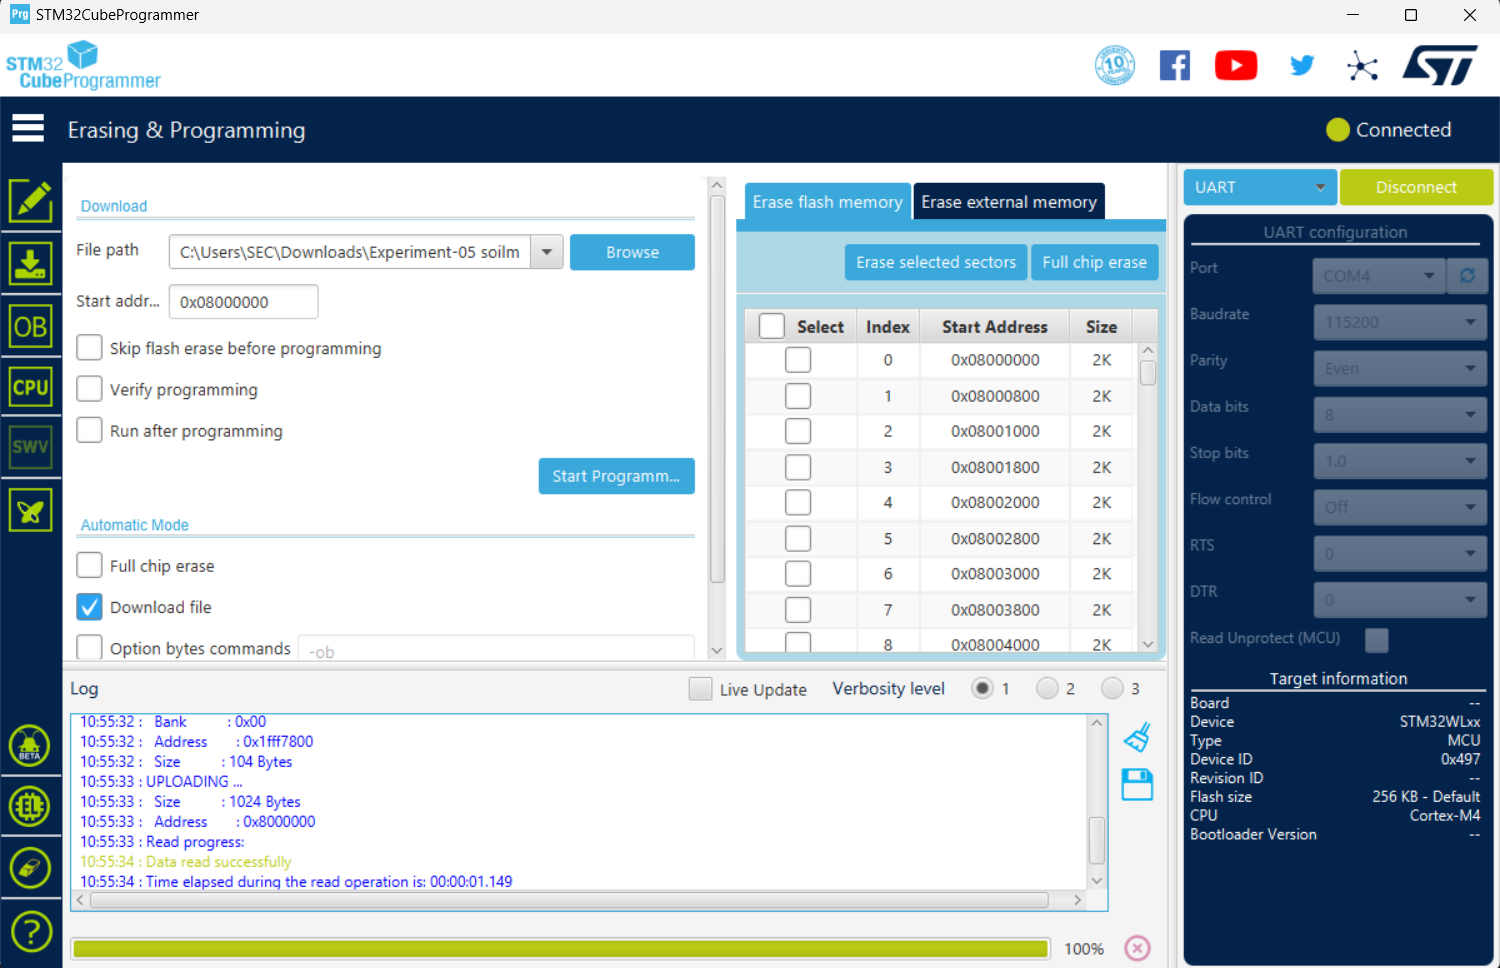 Prg STM32CubeProgrammer
STM32
CubeProgrammer
10
ST
Erasing & Programming
Connected
Download
File path C:\Users\SEC\Downloads\Experiment-05 soilm Browse
Start addr... 0x08000000
Skip flash erase before programming
Verify programming
Run after programming
Start Programm...
Automatic Mode
Full chip erase
Download file
Option bytes commands -ob
OB
CPU
SWV
Erase flash memory Erase external memory
Erase selected sectors Full chip erase
Select Index Start Address Size
0 0x08000000 2K
1 0x08000800 2K
2 0x08001000 2K
3 0x08001800 2K
4 0x08002000 2K
5 0x08002800 2K
6 0x08003000 2K
7 0x08003800 2K
8 0x08004000 2K
UART Disconnect
UART configuration
Port COM4
Baudrate 115200
Parity Even
Data bits 8
Stop bits 1.0
Flow control Off
RTS 0
DTR 0
Read Unprotect (MCU)
Target information
Board --
Device STM32WLxx
Type MCU
Device ID 0x497
Revision ID --
Flash size 256 KB - Default
CPU Cortex-M4
Bootloader Version --
Log Live Update Verbosity level 1 2 3
10:55:32 : Bank : 0x00
10:55:32 : Address : 0x1fff7800
10:55:32 : Size : 104 Bytes
10:55:33 : UPLOADING ...
10:55:33 : Size : 1024 Bytes
10:55:33 : Address : 0x8000000
10:55:33 : Read progress:
10:55:34 : Data read successfully
10:55:34 : Time elapsed during the read operation is: 00:00:01.149
BETA
EL
?
100%